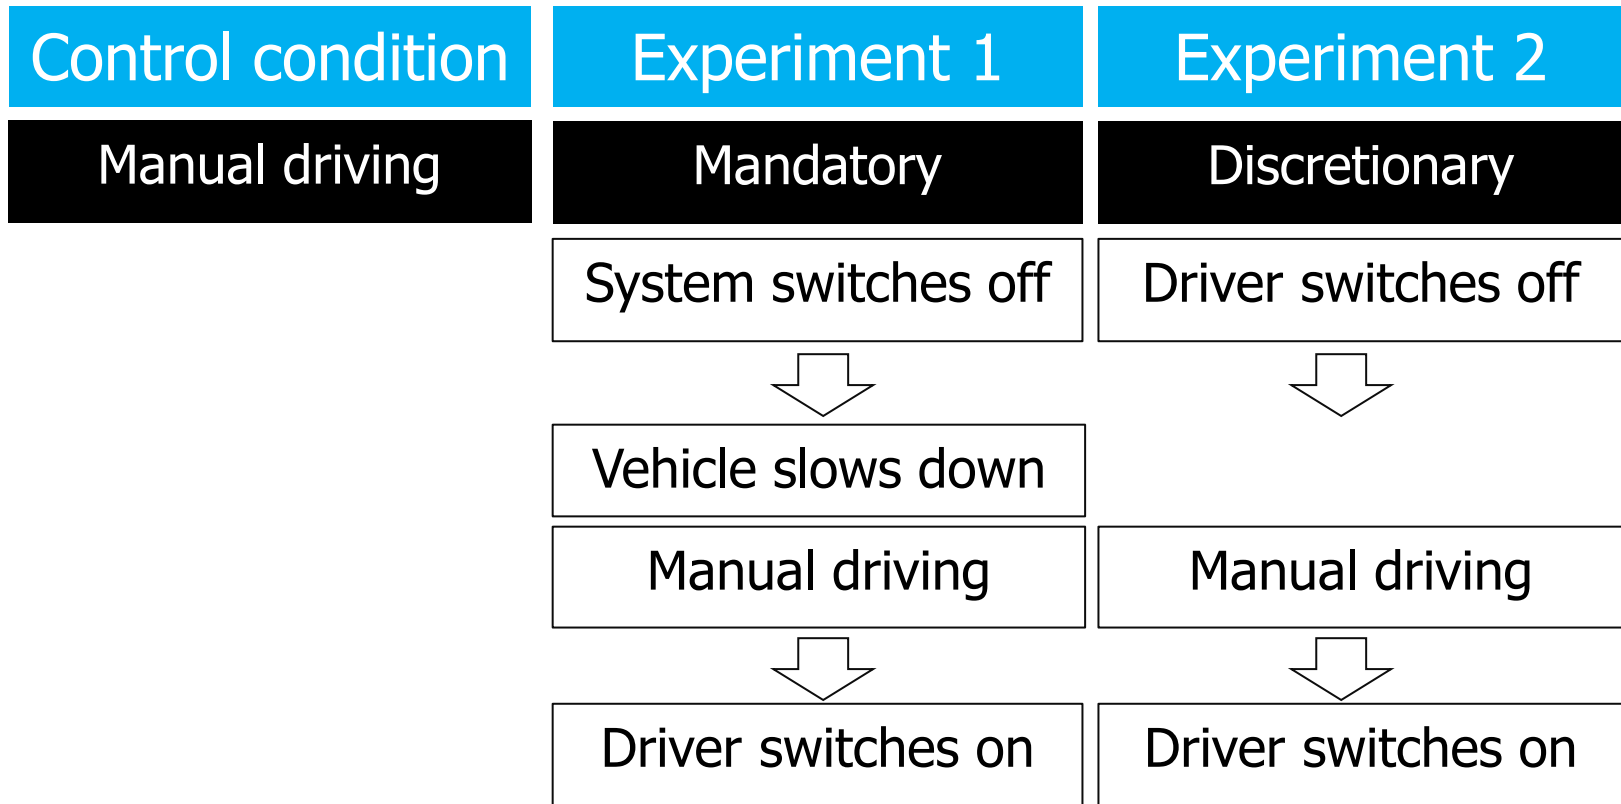 Control condition
Experiment 1
Experiment 2
Manual driving
Mandatory
Discretionary
System switches off
Driver switches off
Vehicle slows down
Manual driving
Manual driving
Driver switches on
Driver switches on